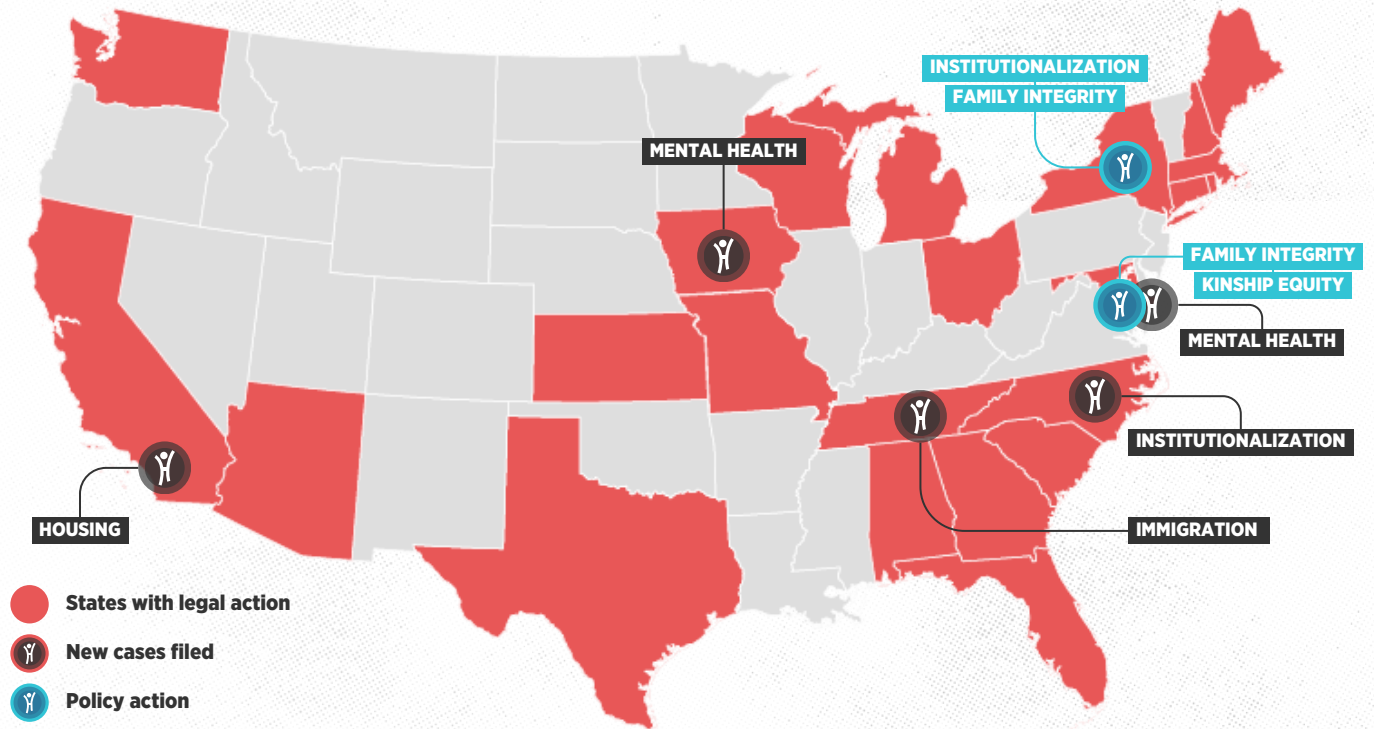 INSTITUTIONALIZATION
FAMILY INTEGRITY
MENTAL HEALTH
FAMILY INTEGRITY
KINSHIP EQUITY
MENTAL HEALTH
INSTITUTIONALIZATION
HOUSING
IMMIGRATION
States with legal action
New cases filed
Policy action